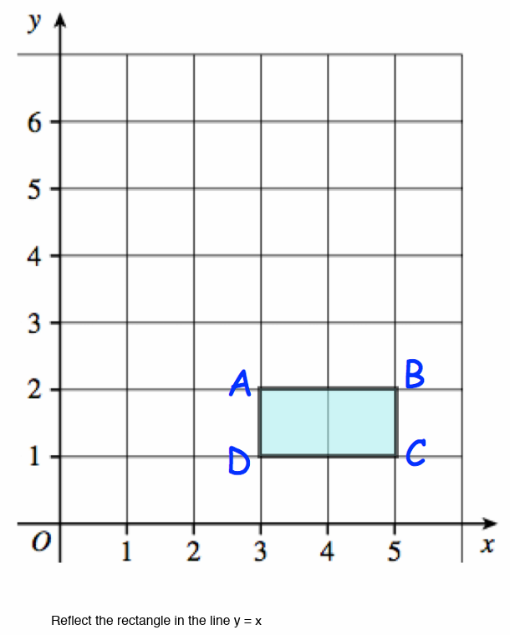 y
6
5
4
3
2 A B
1 D C
O 1 2 3 4 5 x
Reflect the rectangle in the line y = x